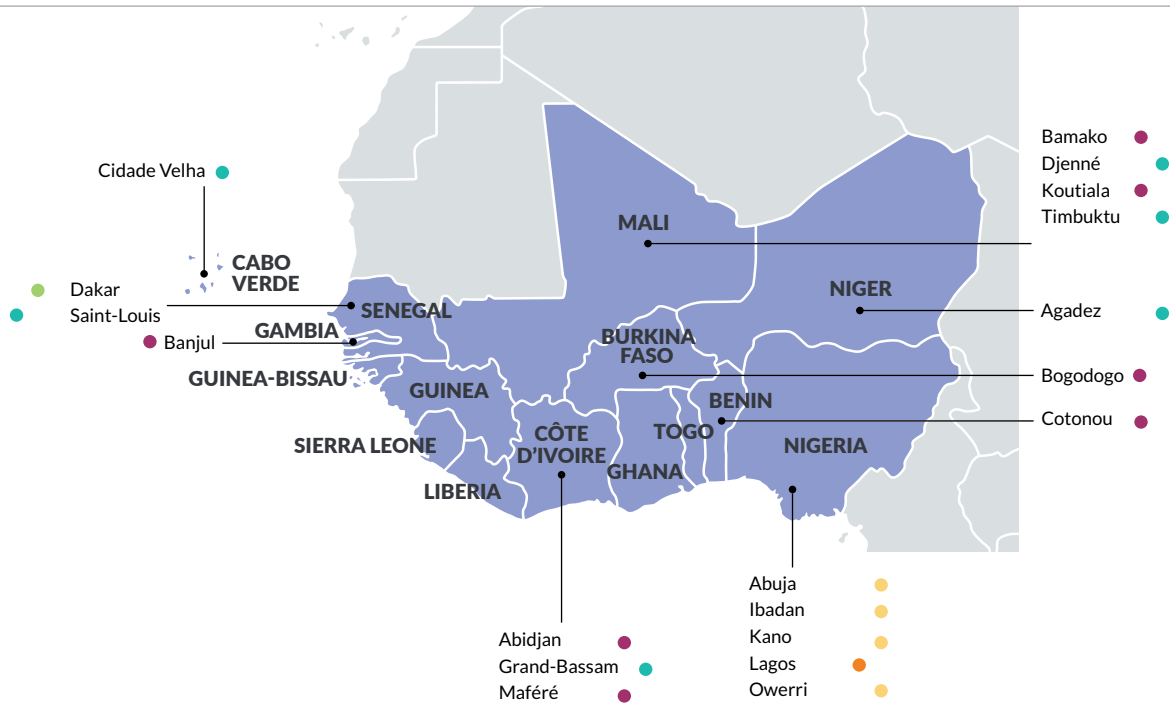 Bamako
Djenné
Koutiala
Timbuktu
Cidade Velha
MALI
CABO
VERDE
Dakar
Saint-Louis
SENEGAL
NIGER
Agadez
GAMBIA
Banjul
BURKINA
FASO
GUINEA-BISSAU
GUINEA
Bogodogo
BENIN
Cotonou
SIERRA LEONE
CÔTE
D'IVOIRE
TOGO
NIGERIA
GHANA
LIBERIA
Abuja
Ibadan
Kano
Lagos
Owerri
Abidjan
Grand-Bassam
Maféré